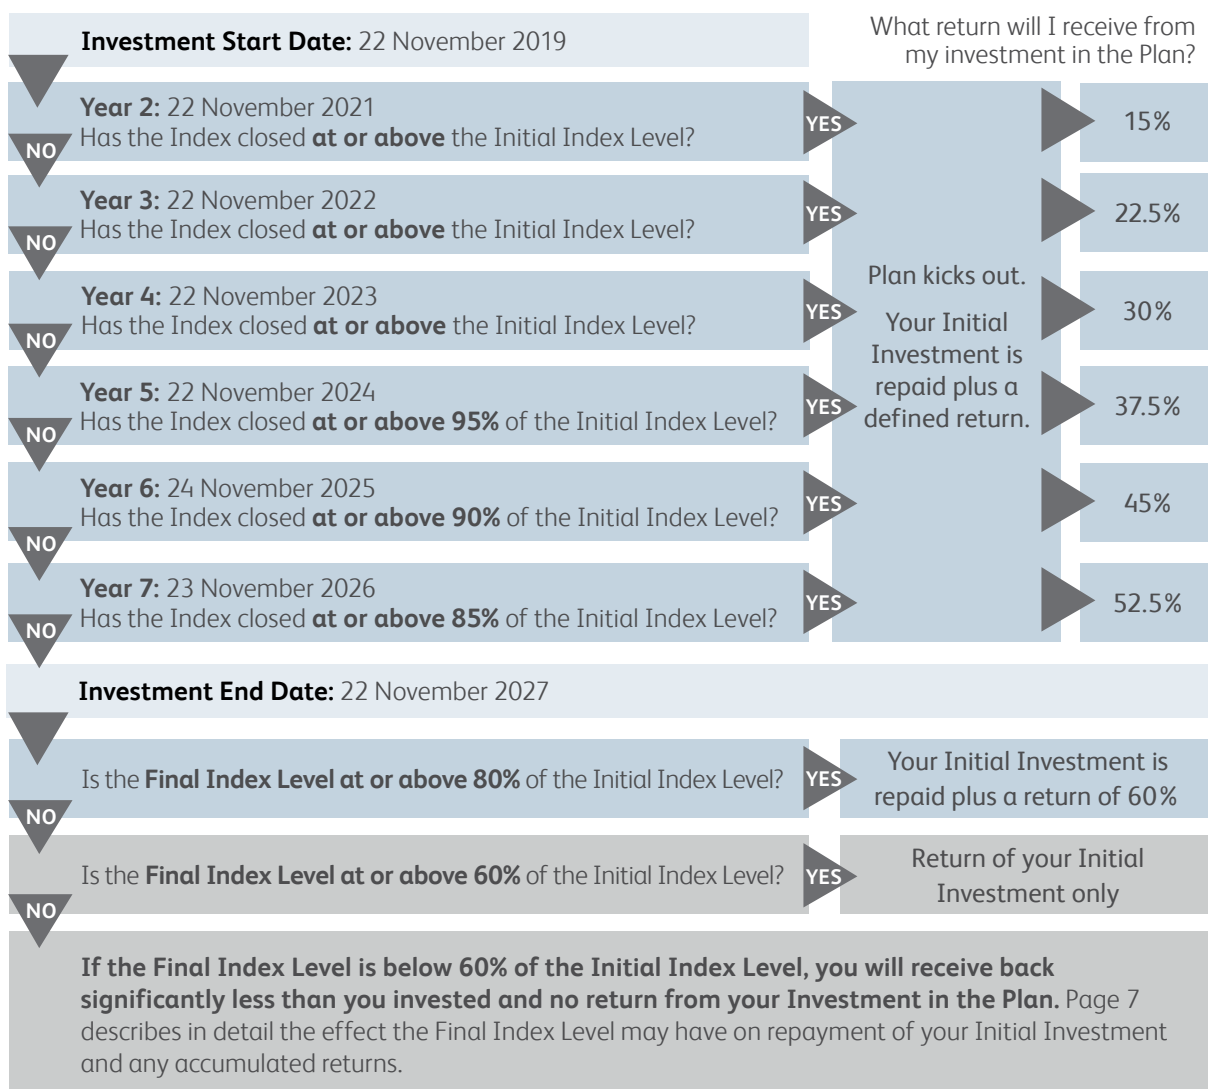 Investment Start Date: 22 November 2019
What return will I receive from
my investment in the Plan?
Year 2: 22 November 2021
Has the Index closed at or above the Initial Index Level?
YES
15%
NO
Year 3: 22 November 2022
Has the Index closed at or above the Initial Index Level?
YES
22.5%
NO
Year 4: 22 November 2023
Has the Index closed at or above the Initial Index Level?
YES
30%
NO
Year 5: 22 November 2024
Has the Index closed at or above 95% of the Initial Index Level?
YES
37.5%
NO
Year 6: 24 November 2025
Has the Index closed at or above 90% of the Initial Index Level?
YES
45%
NO
Year 7: 23 November 2026
Has the Index closed at or above 85% of the Initial Index Level?
YES
52.5%
NO
Plan kicks out.
Your Initial
Investment is
repaid plus a
defined return.
Investment End Date: 22 November 2027
Is the Final Index Level at or above 80% of the Initial Index Level?
YES
Your Initial Investment is
repaid plus a return of 60%
NO
Is the Final Index Level at or above 60% of the Initial Index Level?
YES
Return of your Initial
Investment only
NO
If the Final Index Level is below 60% of the Initial Index Level, you will receive back
significantly less than you invested and no return from your Investment in the Plan. Page 7
describes in detail the effect the Final Index Level may have on repayment of your Initial Investment
and any accumulated returns.